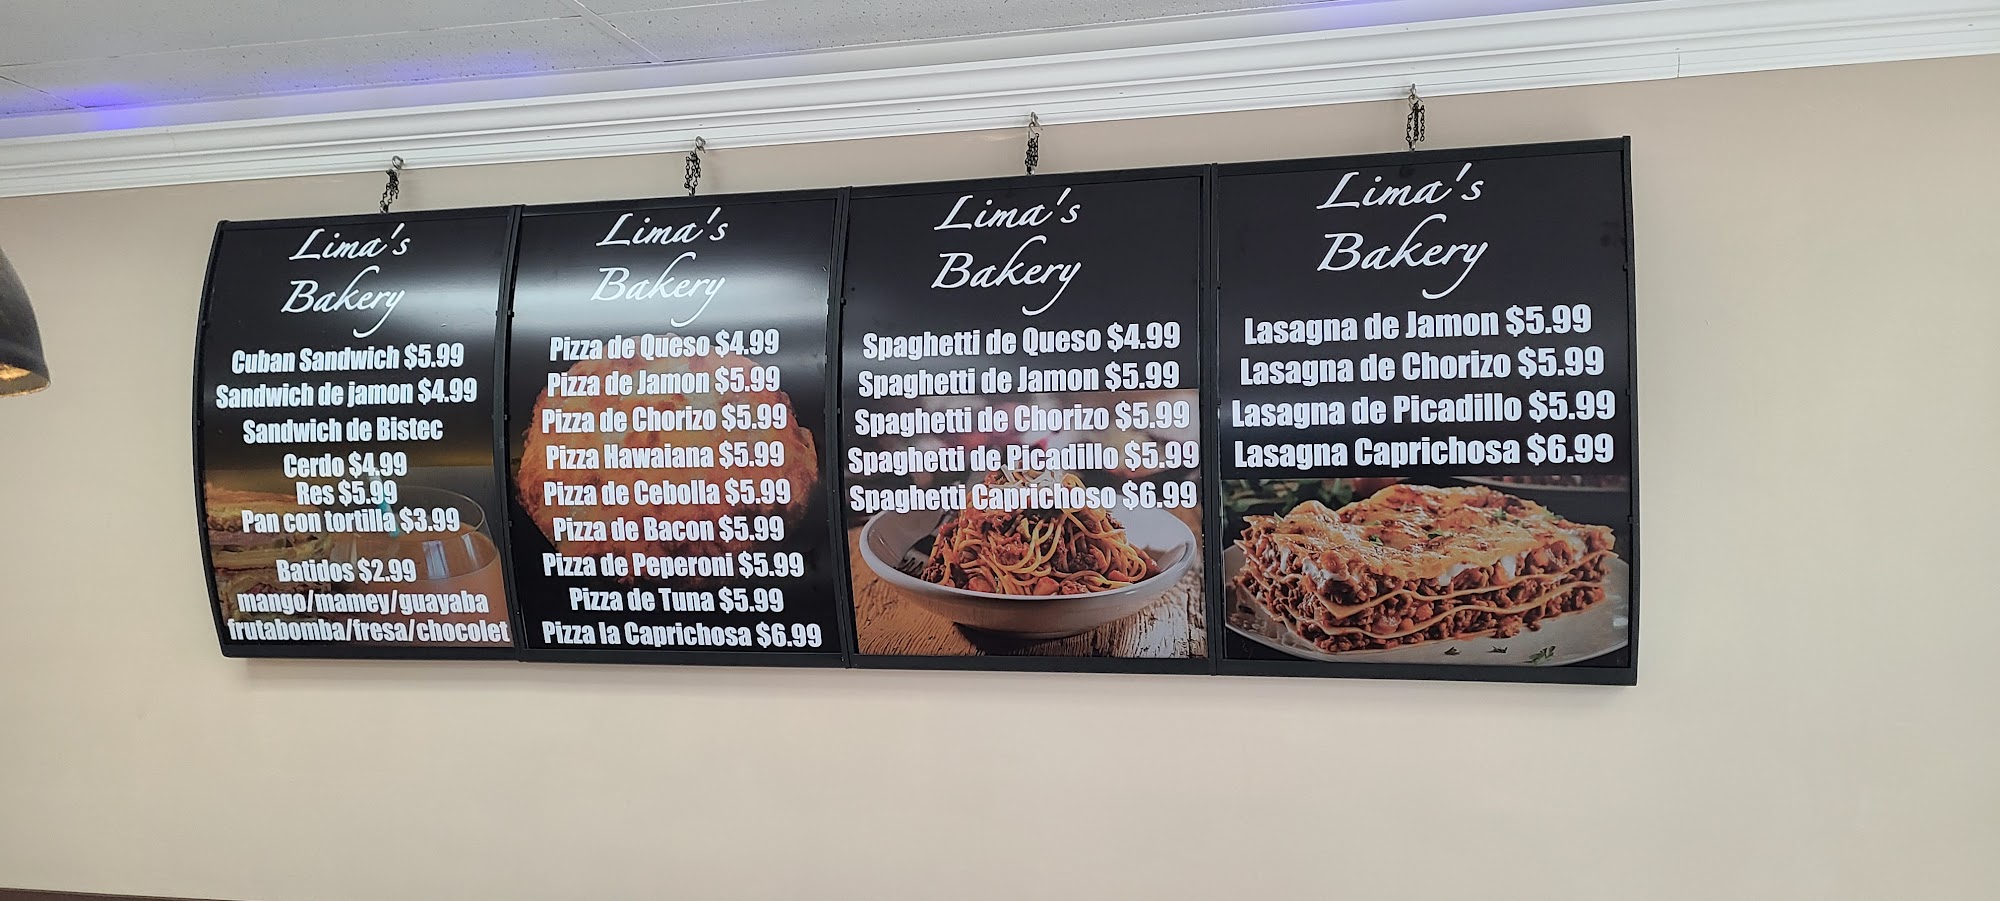 Lima's
Bakery
Cuban Sandwich $5.99
Sandwich de jamon $4.99
Sandwich de Bistec
Cerdo $4.99
Res $5.99
Pan con tortilla $3.99
Batidos $2.99
mango/mamey/guayaba
frutabomba/fresa/chocolet
Lima's
Bakery
Pizza de Queso $4.99
Pizza de Jamon $5.99
Pizza de Chorizo $5.99
Pizza Hawaiana $5.99
Pizza de Cebolla $5.99
Pizza de Bacon $5.99
Pizza de Peperoni $5.99
Pizza de Tuna $5.99
Pizza la Caprichosa $6.99
Lima's
Bakery
Spaghetti de Queso $4.99
Spaghetti de Jamon $5.99
Spaghetti de Chorizo $5.99
Spaghetti de Picadillo $5.99
Spaghetti Caprichoso $6.99
Lima's
Bakery
Lasagna de Jamon $5.99
Lasagna de Chorizo $5.99
Lasagna de Picadillo $5.99
Lasagna Caprichosa $6.99